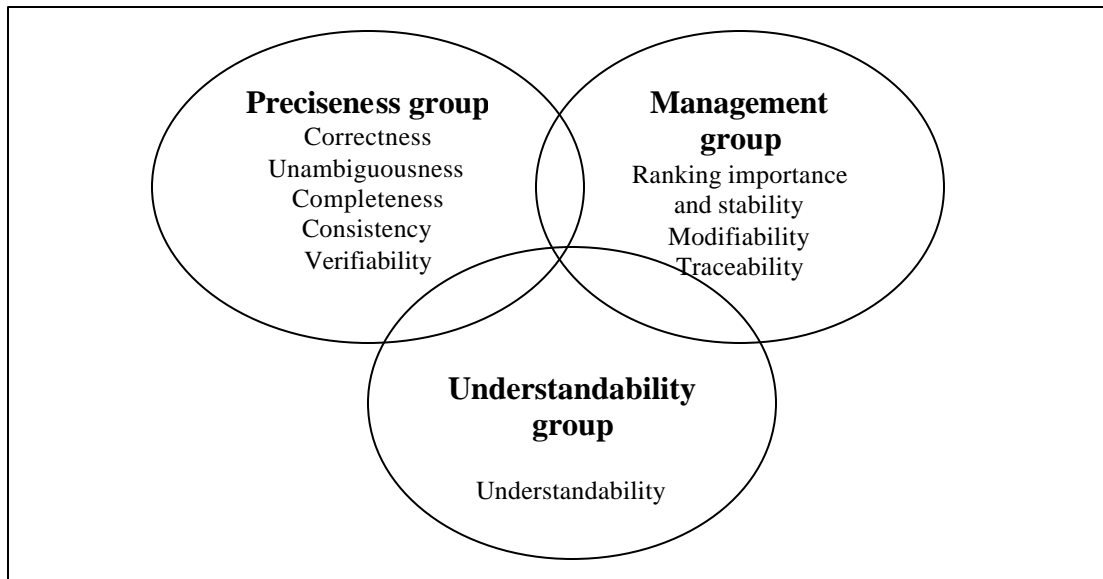 Preciseness group
Correctness
Unambiguousness
Completeness
Consistency
Verifiability
Management
group
Ranking importance
and stability
Modifiability
Traceability
Understandability
group
Understandability